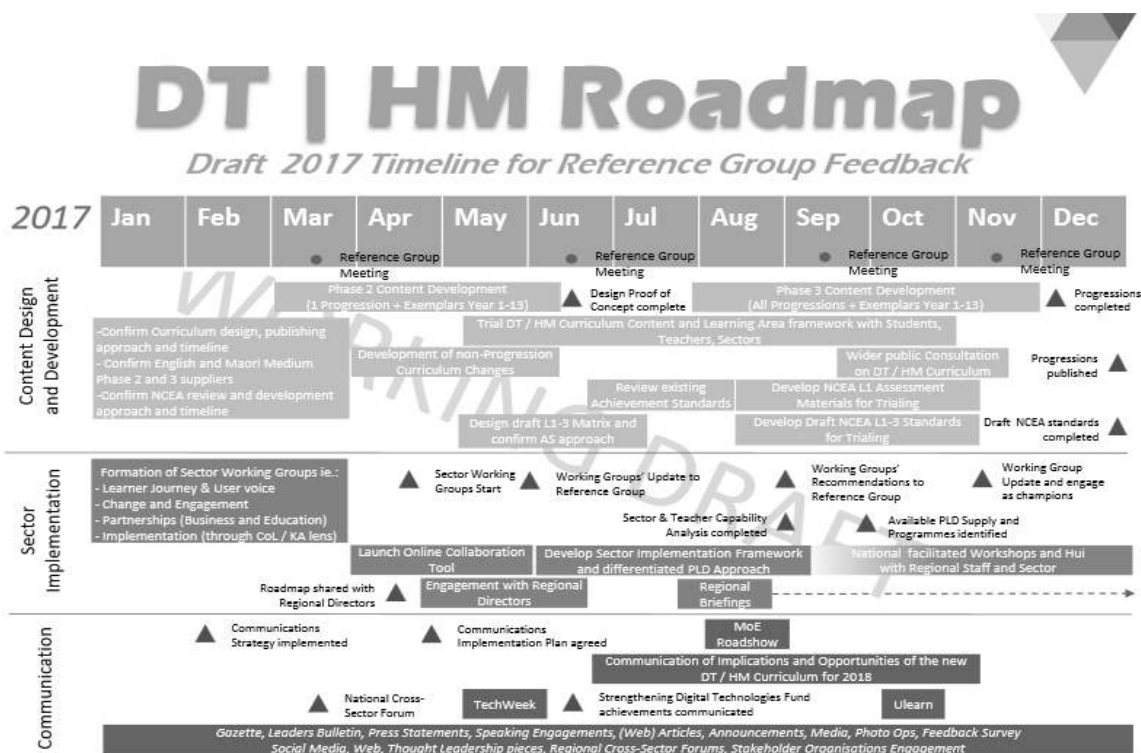 DT | HM Roadmap
Draft 2017 Timeline for Reference Group Feedback
2017 Jan Feb Mar Apr May Jun Jul Aug Sep Oct Nov Dec
Reference Group
Meeting
Reference Group
Meeting
Reference Group
Meeting
Reference Group
Meeting
WORKING DRAFT
Content Design
and Development
Phase 2 Content Development
(1 Progression + Exemplars Year 1-13)
Design Proof of
Concept complete
Phase 3 Content Development
(All Progressions + Exemplars Year 1-13)
Progressions
completed
-Confirm Curriculum design, publishing
approach and timeline
- Confirm English and Maori Medium
Phase 2 and 3 suppliers
-Confirm NCEA review and development
approach and timeline
Trial DT / HM Curriculum Content and Learning Area framework with Students,
Teachers, Sectors
Development of non-Progression
Curriculum Changes
Wider public Consultation
on DT / HM Curriculum
Progressions
published
Review existing
Achievement Standards
Develop NCEA L1 Assessment
Materials for Trialing
Design draft L1-3 Matrix and
confirm AS approach
Develop Draft NCEA L1-3 Standards
for Trialing
Draft NCEA standards
completed
Sector
Implementation
Formation of Sector Working Groups ie.:
- Learner Journey & User voice
- Change and Engagement
- Partnerships (Business and Education)
- Implementation (through CoL / KA lens)
Sector Working
Groups Start
Working Groups' Update to
Reference Group
Working Groups'
Recommendations to
Reference Group
Working Group
Update and engage
as champions
Sector & Teacher Capability
Analysis completed
Available PLD Supply and
Programmes identified
Launch Online Collaboration
Tool
Develop Sector Implementation Framework
and differentiated PLD Approach
National facilitated Workshops and Hui
with Regional Staff and Sector
Roadmap shared with
Regional Directors
Engagement with Regional
Directors
Regional
Briefings
Communication
Communications
Strategy implemented
Communications
Implementation Plan agreed
MoE
Roadshow
Communication of Implications and Opportunities of the new
DT / HM Curriculum for 2018
National Cross-
Sector Forum
TechWeek
Strengthening Digital Technologies Fund
achievements communicated
Ulearn
Gazette, Leaders Bulletin, Press Statements, Speaking Engagements, (Web) Articles, Announcements, Media, Photo Ops, Feedback Survey
Social Media, Web, Thought Leadership pieces, Regional Cross-Sector Forums, Stakeholder Organisations Engagement